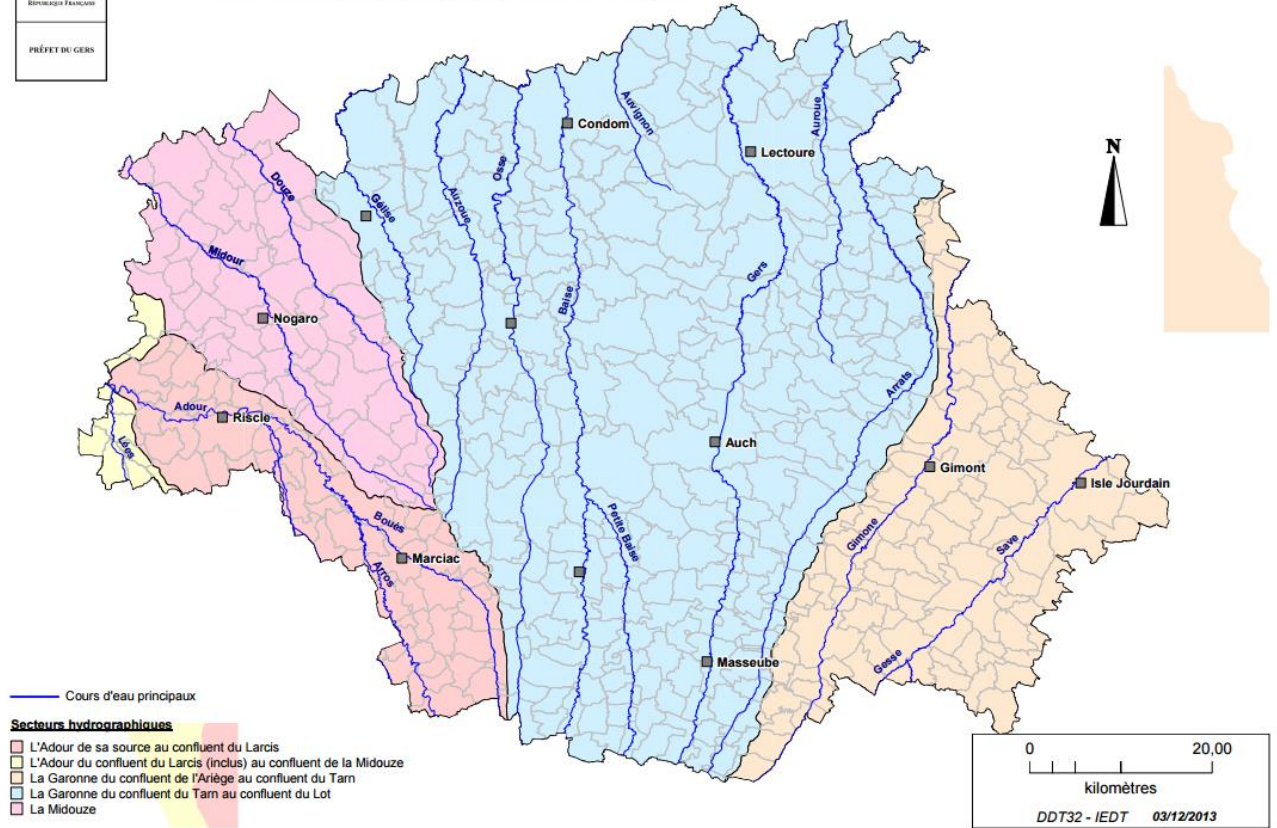 RÉPUBLIQUE FRANÇAISE
PRÉFET DU GERS
Condom
Auvignon
Auroue
Lectoure
N
Osse
Douze
Gélise
Auzoue
Midour
Gers
Baise
Nogaro
Arrats
Adour
Riscle
Lées
Auch
Gimont
Isle Jourdain
Petite Baise
Boués
Gimone
Save
Marciac
Arros
Masseube
Gesse
Cours d'eau principaux
Secteurs hydrographiques
L'Adour de sa source au confluent du Larcis
L'Adour du confluent du Larcis (inclus) au confluent de la Midouze
La Garonne du confluent de l'Ariège au confluent du Tarn
La Garonne du confluent du Tarn au confluent du Lot
La Midouze
0 20,00
kilomètres
DDT32 - IEDT 03/12/2013